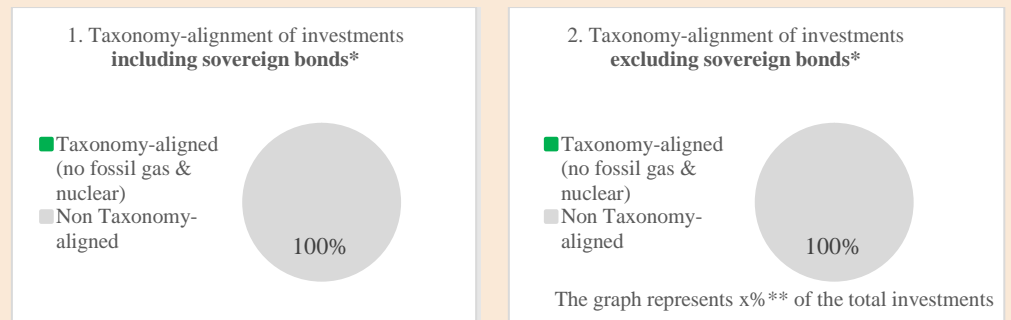 1. Taxonomy-alignment of investments
including sovereign bonds*
Taxonomy-aligned
(no fossil gas &
nuclear)
Non Taxonomy-
aligned
100%
2. Taxonomy-alignment of investments
excluding sovereign bonds*
Taxonomy-aligned
(no fossil gas &
nuclear)
Non Taxonomy-
aligned
100%
The graph represents x%** of the total investments